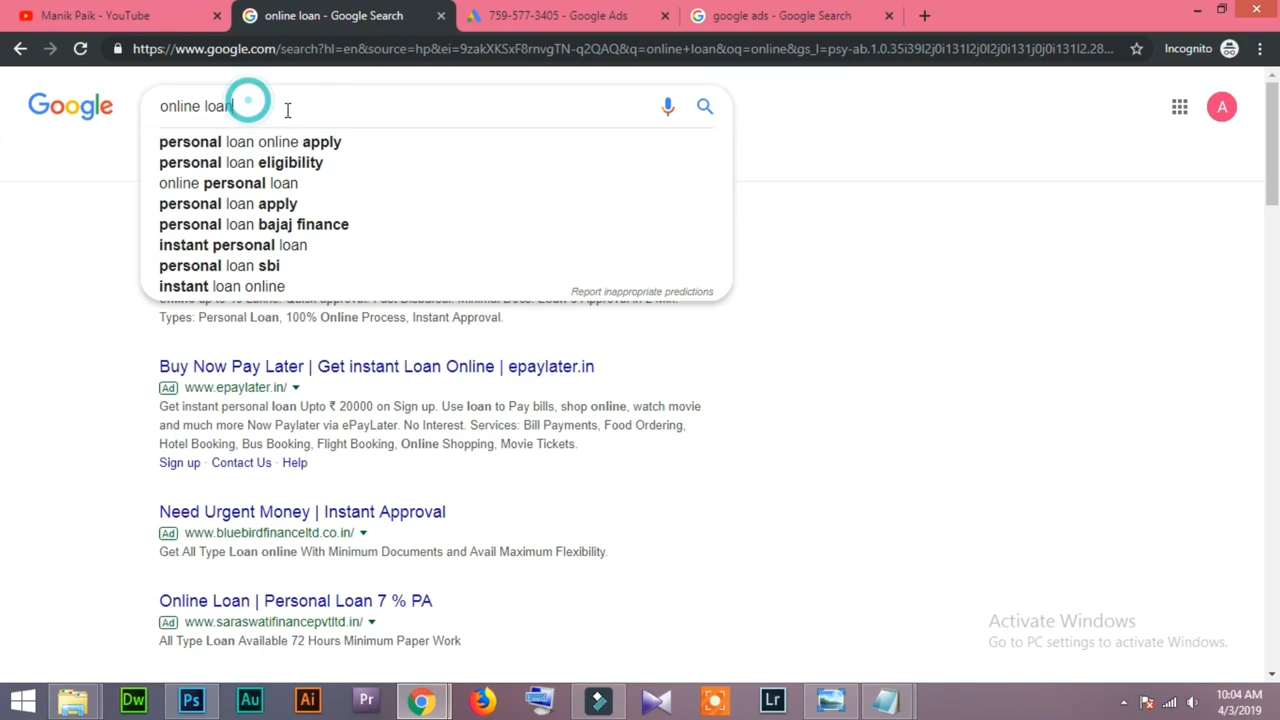 Manik Paik - YouTube
online loan - Google Search
759-577-3405 - Google Ads
google ads - Google Search
https://www.google.com/search?hl=en&source=hp&ei=9zakXKSxF8rnvgTN-q2QAQ&q=online+loan&oq=online&gs_l=psy-ab.1.0.35i39l2j0i131l2j0l2j0i131j0j0i131l2.28...
Incognito
Google
online loan
A
personal loan online apply
personal loan eligibility
online personal loan
personal loan apply
personal loan bajaj finance
instant personal loan
personal loan sbi
instant loan online
Report inappropriate predictions
Types: Personal Loan, 100% Online Process, Instant Approval.
Buy Now Pay Later | Get instant Loan Online | epaylater.in
Ad www.epaylater.in/
Get instant personal loan Upto ₹ 20000 on Sign up. Use loan to Pay bills, shop online, watch movie
and much more Now Paylater via ePayLater. No Interest. Services: Bill Payments, Food Ordering,
Hotel Booking, Bus Booking, Flight Booking, Online Shopping, Movie Tickets.
Sign up · Contact Us · Help
Need Urgent Money | Instant Approval
Ad www.bluebirdfinanceltd.co.in/
Get All Type Loan online With Minimum Documents and Avail Maximum Flexibility.
Online Loan | Personal Loan 7 % PA
Ad www.saraswatifinancepvtltd.in/
All Type Loan Available 72 Hours Minimum Paper Work
Activate Windows
Go to PC settings to activate Windows.
Dw
Ps
Au
Ai
Pr
Lr
10:04 AM
4/3/2019